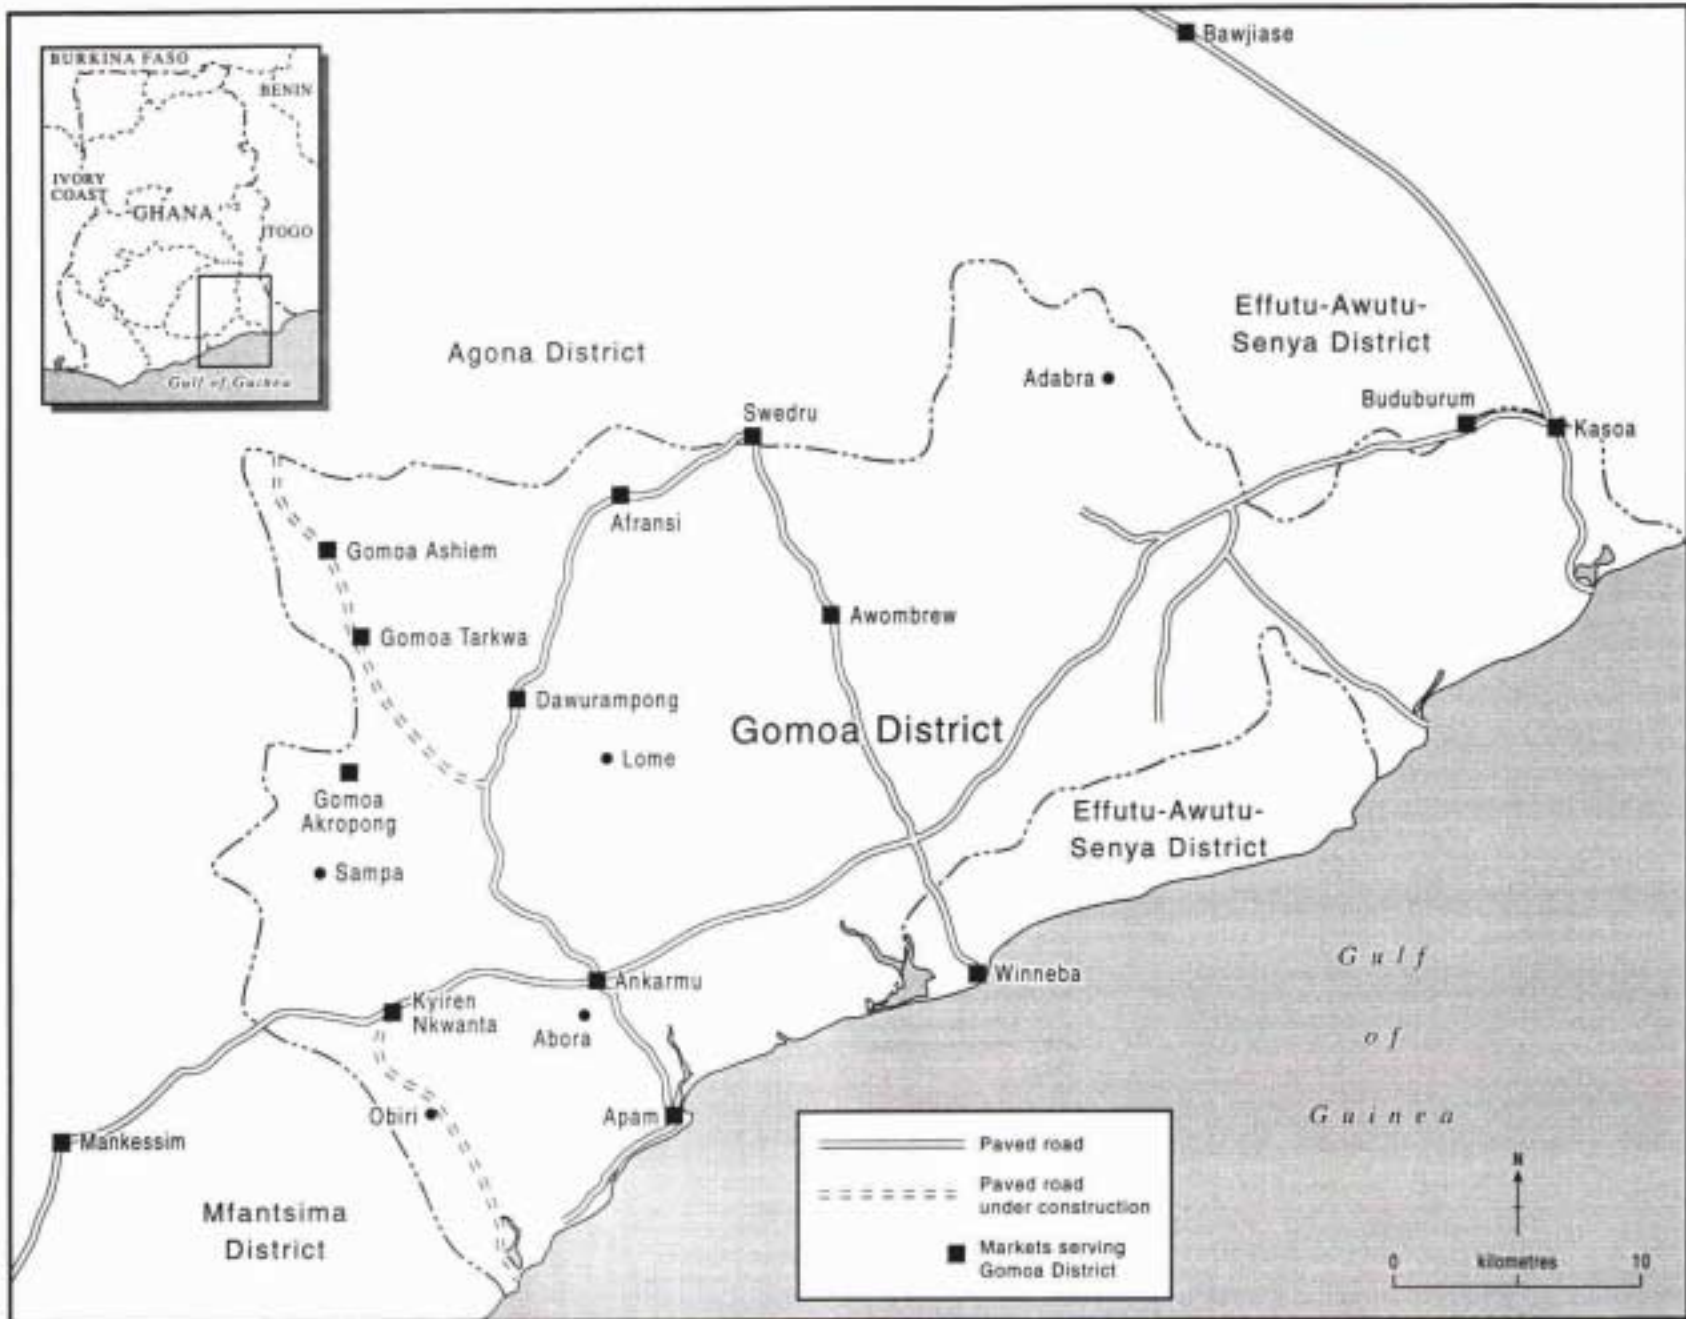 BURKINA FASO
BENIN
IVORY
COAST
GHANA
TOGO
Gulf of Guinea
Bawjiase
Agona District
Effutu-Awutu-
Senya District
Adabra
Buduburum
Kasoa
Swedru
Afransi
Gomoa Ashiem
Awombrew
Gomoa Tarkwa
Dawurampong
Gomoa District
Lome
Gomoa
Akropong
Sampa
Effutu-Awutu-
Senya District
Ankarmu
Winneba
Kyiren
Nkwanta
Abora
Obiri
Apam
Mankessim
Mfantsima
District
Gulf
of
Guinea
Paved road
Paved road
under construction
Markets serving
Gomoa District
N
0 kilometres 10